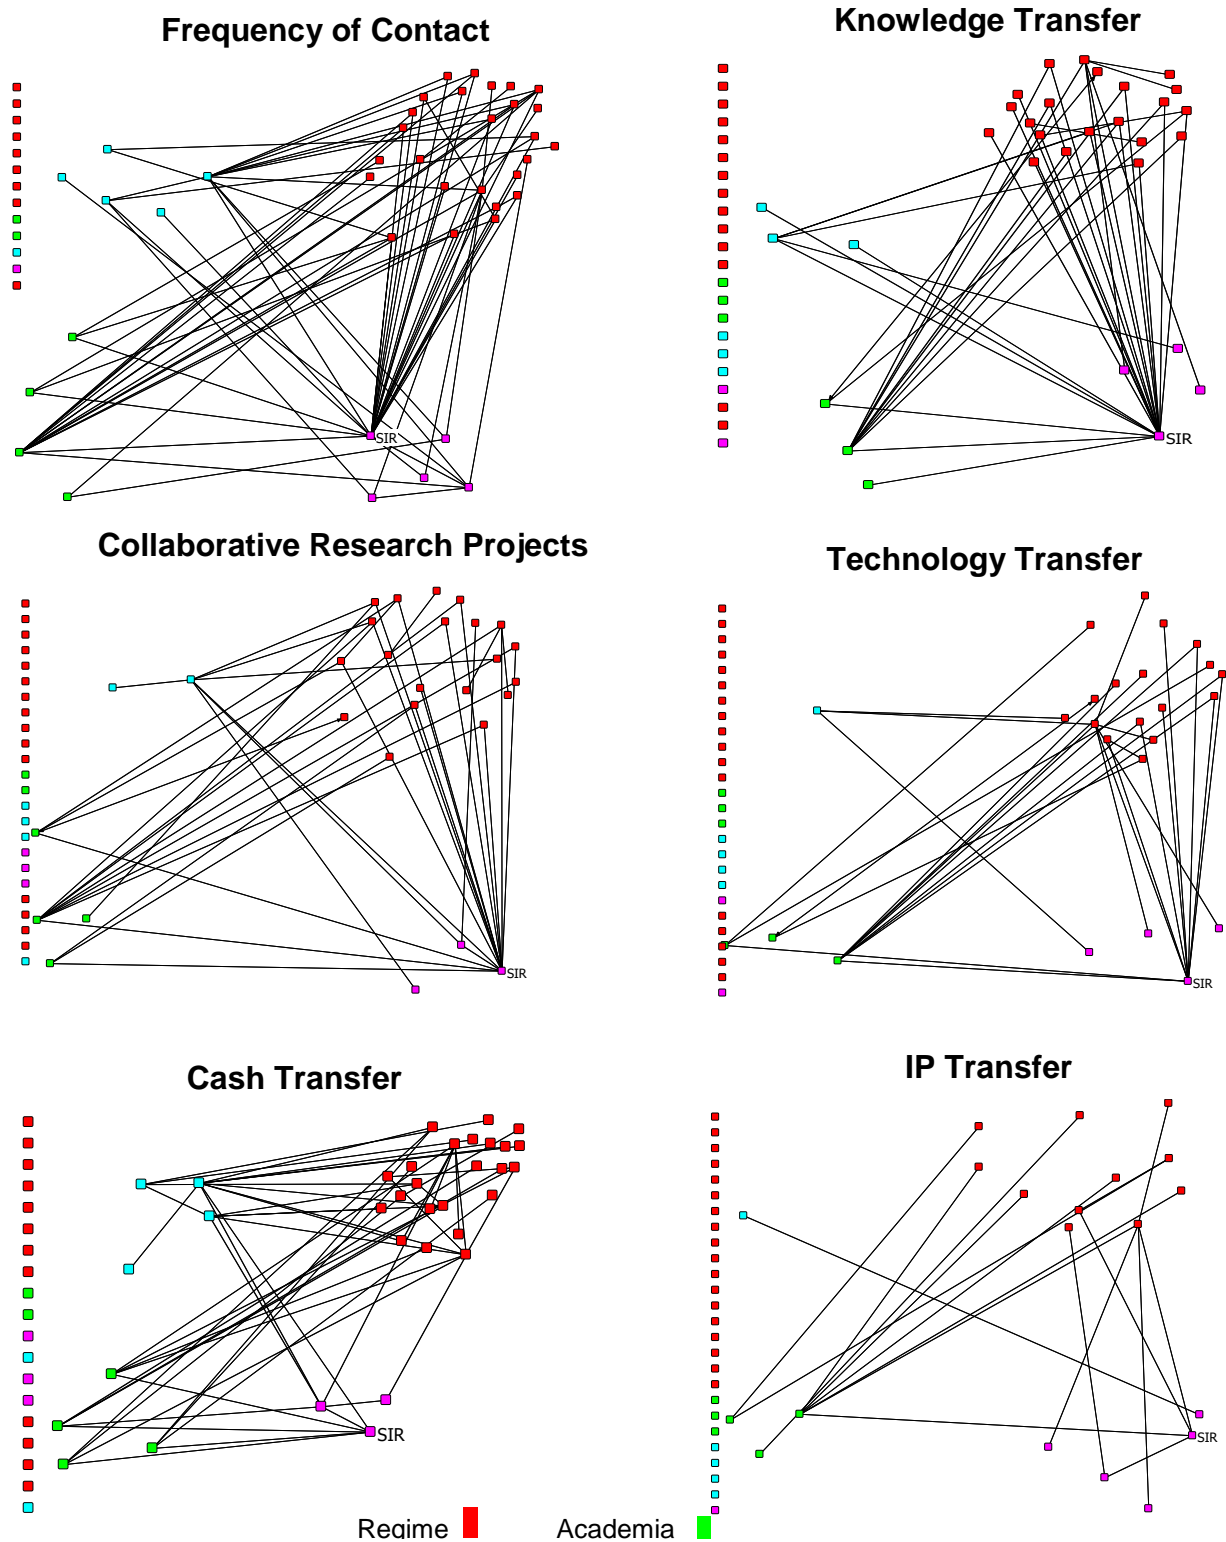 Frequency of Contact
Knowledge Transfer
SIR
SIR
Collaborative Research Projects
Technology Transfer
SIR
SIR
Cash Transfer
IP Transfer
SIR
SIR
Regime
Academia